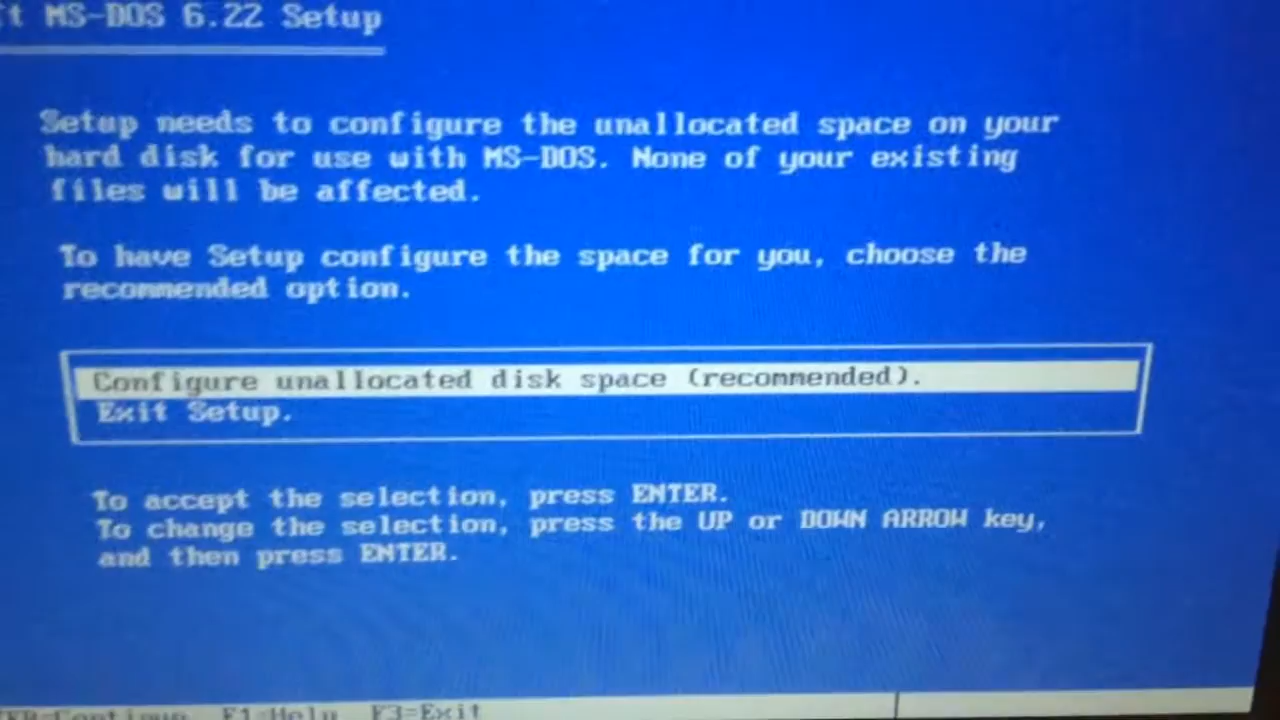 MS-DOS 6.22 Setup
Setup needs to configure the unallocated space on your
hard disk for use with MS-DOS. None of your existing
files will be affected.
To have Setup configure the space for you, choose the
recommended option.
Configure unallocated disk space (recommended).
Exit Setup.
To accept the selection, press ENTER.
To change the selection, press the UP or DOWN ARROW key,
and then press ENTER.
=Continue F1=Help F3=Exit